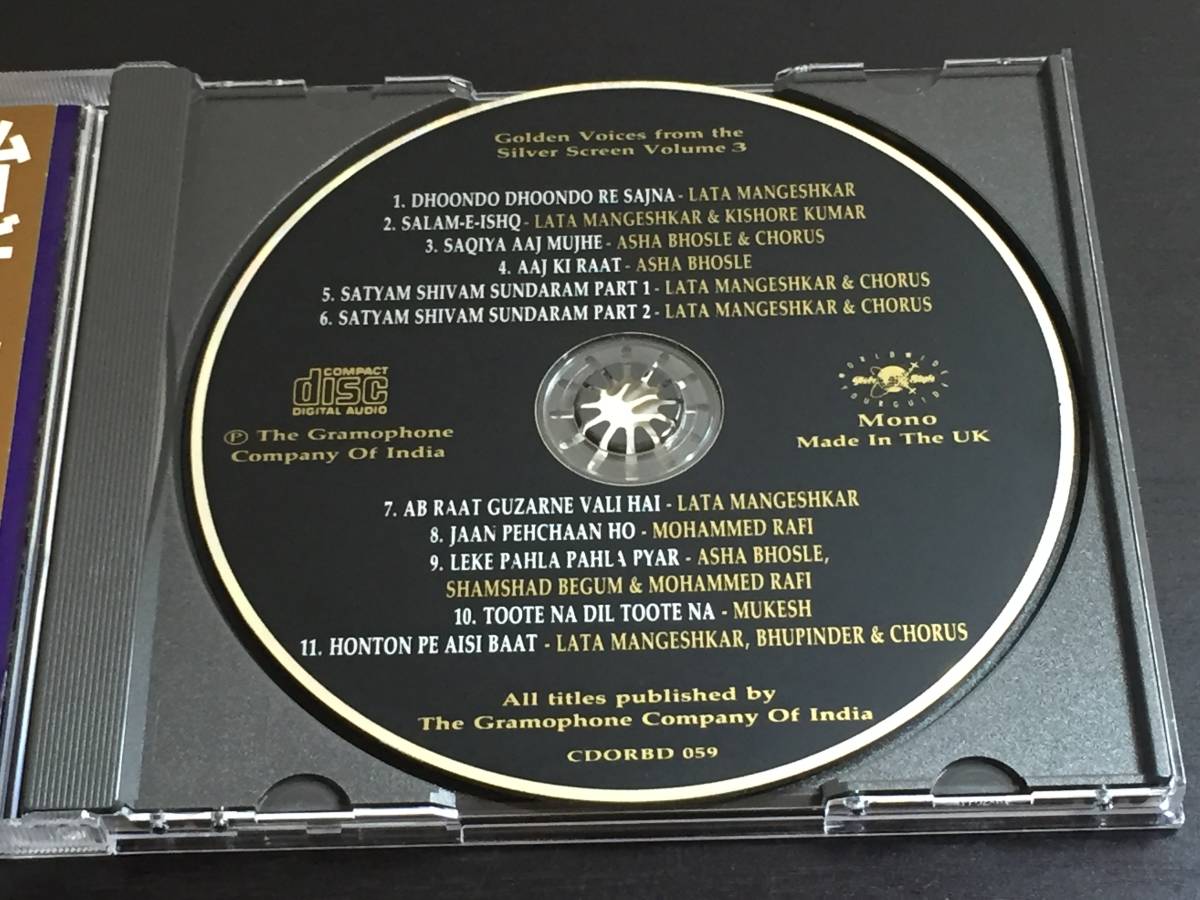 Golden Voices from the
Silver Screen Volume 3
1. DHOONDO DHOONDO RE SAJNA - LATA MANGESHKAR
2. SALAM-E-ISHQ - LATA MANGESHKAR & KISHORE KUMAR
3. SAQIYA AAJ MUJHE - ASHA BHOSLE & CHORUS
4. AAJ KI RAAT - ASHA BHOSLE
5. SATYAM SHIVAM SUNDARAM PART 1 - LATA MANGESHKAR & CHORUS
6. SATYAM SHIVAM SUNDARAM PART 2 - LATA MANGESHKAR & CHORUS
COMPACT
disc
DIGITAL AUDIO
℗ The Gramophone
Company Of India
WORLDWIDE
Globe Style
YOUR GUIDE
Mono
Made In The UK
7. AB RAAT GUZARNE VALI HAI - LATA MANGESHKAR
8. JAAN PEHCHAAN HO - MOHAMMED RAFI
9. LEKE PAHLA PAHLA PYAR - ASHA BHOSLE,
SHAMSHAD BEGUM & MOHAMMED RAFI
10. TOOTE NA DIL TOOTE NA - MUKESH
11. HONTON PE AISI BAAT - LATA MANGESHKAR, BHUPINDER & CHORUS
All titles published by
The Gramophone Company Of India
CDORBD 059